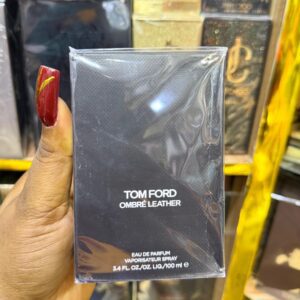 TOM FORD
OMBRÉ LEATHER
EAU DE PARFUM
VAPORISATEUR SPRAY
3.4 FL. OZ./OZ. LIQ./100 ml ℮